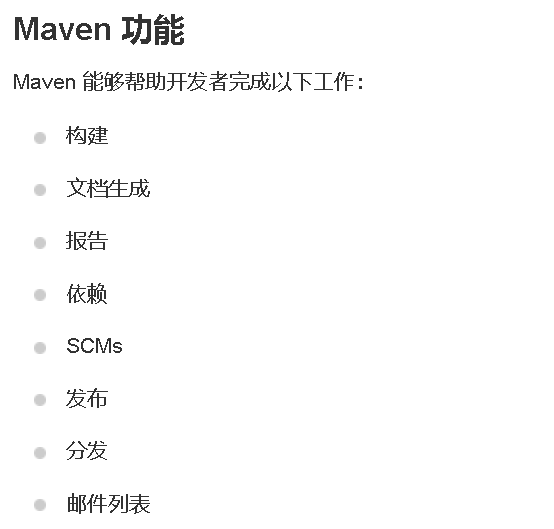 Maven 功能
Maven 能够帮助开发者完成以下工作：
构建
文档生成
报告
依赖
SCMs
发布
分发
邮件列表